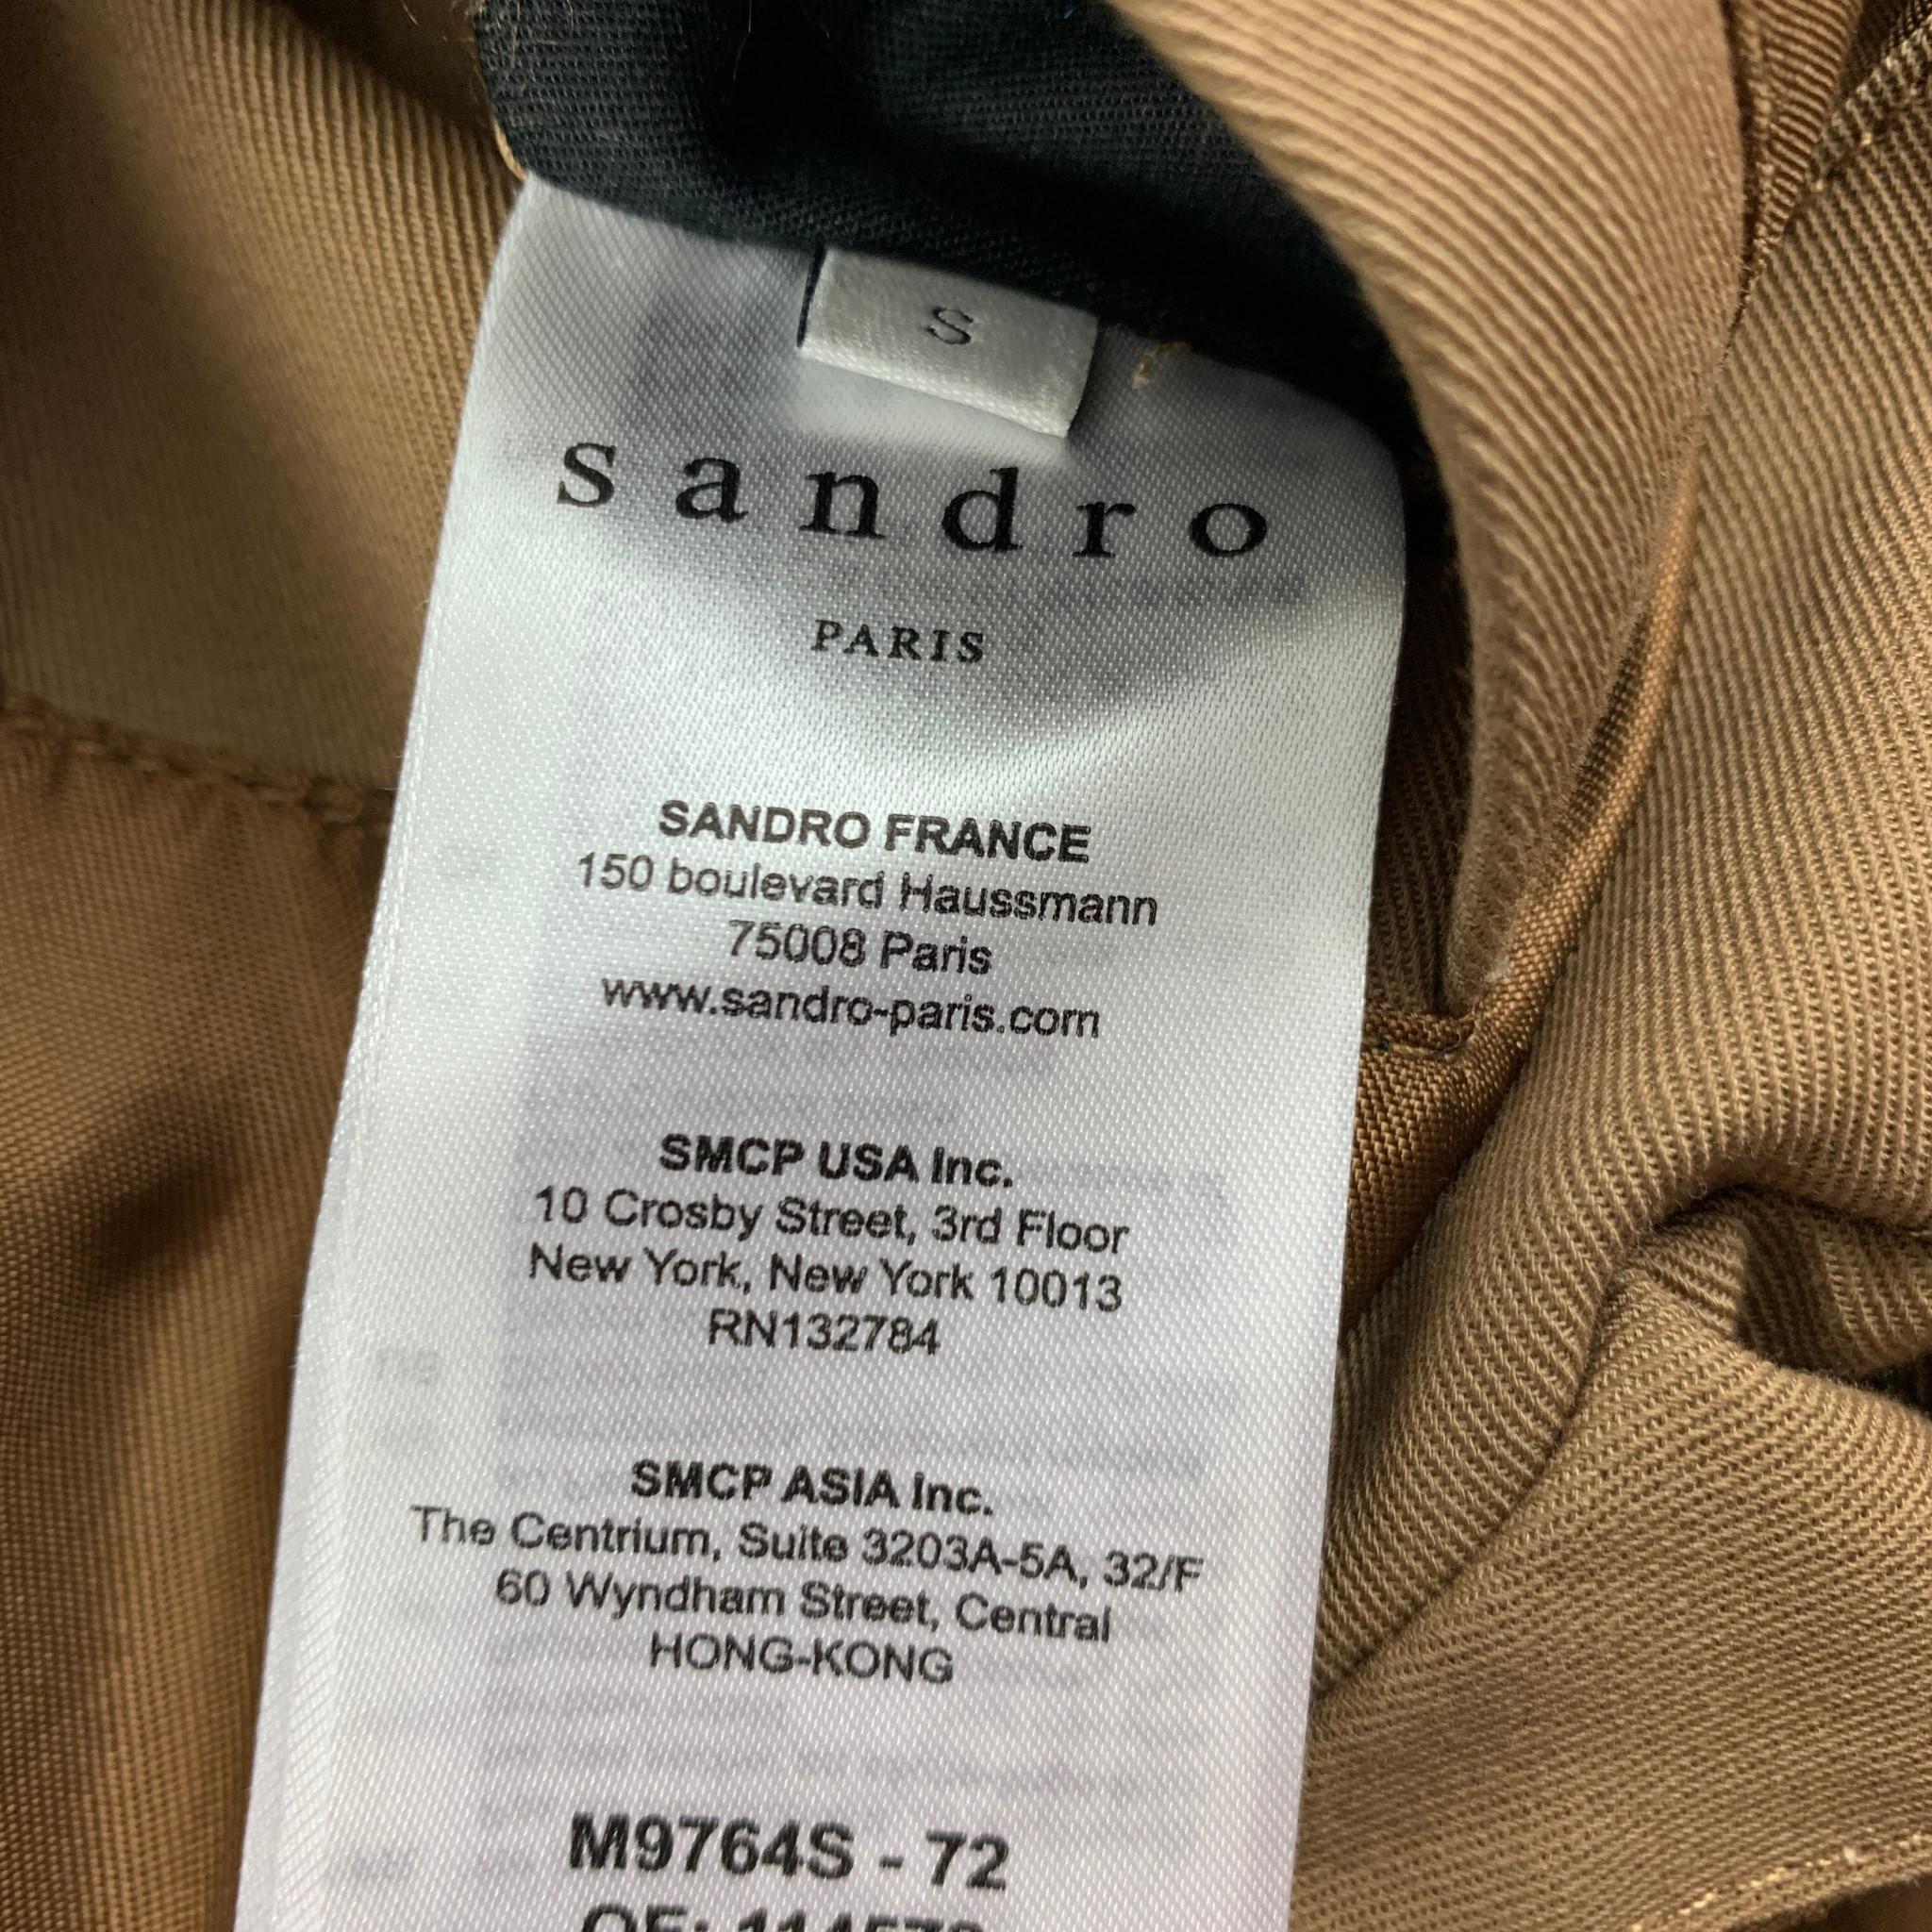 S
sandro
PARIS
SANDRO FRANCE
150 boulevard Haussmann
75008 Paris
www.sandro-paris.com
SMCP USA Inc.
10 Crosby Street, 3rd Floor
New York, New York 10013
RN132784
SMCP ASIA Inc.
The Centrium, Suite 3203A-5A, 32/F
60 Wyndham Street, Central
HONG-KONG
M9764S - 72